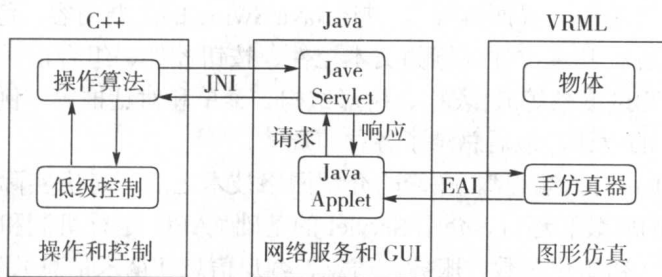 C++
Java
VRML
操作算法
JNI
Jave
Servlet
物体
请求
响应
低级控制
Java
Applet
EAI
手仿真器
操作和控制
网络服务和 GUI
图形仿真